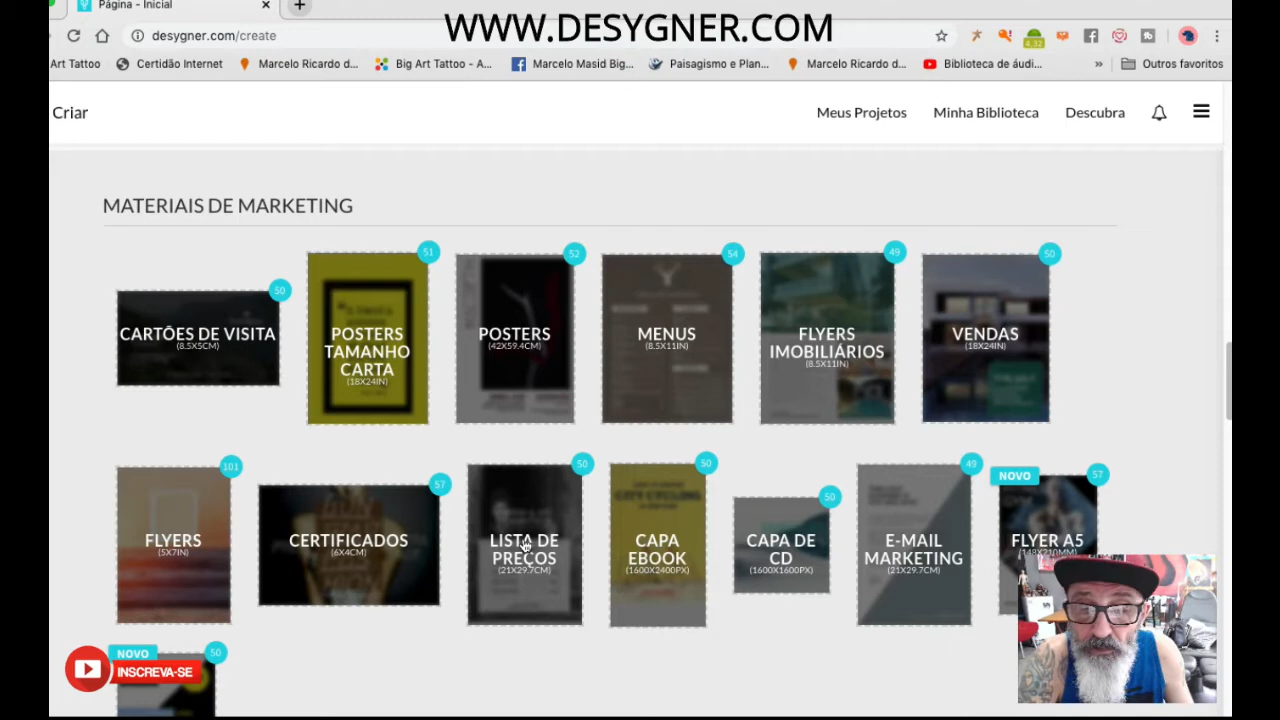 Página - Inicial
WWW.DESYGNER.COM
desygner.com/create
4,32
Art Tattoo
Certidão Internet
Marcelo Ricardo d...
Big Art Tattoo - A...
Marcelo Masid Big...
Paisagismo e Plan...
Marcelo Ricardo d...
Biblioteca de áudi...
»
Outros favoritos
Criar
Meus Projetos
Minha Biblioteca
Descubra
MATERIAIS DE MARKETING
50
51
52
54
49
50
CARTÕES DE VISITA
(8.5X5CM)
POSTERS
TAMANHO
CARTA
(18X24IN)
POSTERS
(42X59.4CM)
MENUS
(8.5X11IN)
FLYERS
IMOBILIÁRIOS
(8.5X11IN)
VENDAS
(18X24IN)
101
57
50
50
50
49
NOVO
57
FLYERS
(5X7IN)
CERTIFICADOS
(6X4CM)
LISTA DE
PREÇOS
(21X29.7CM)
CAPA
EBOOK
(1600X2400PX)
CAPA DE
CD
(1600X1600PX)
E-MAIL
MARKETING
(21X29.7CM)
FLYER A5
(148X210MM)
NOVO
50
INSCREVA-SE